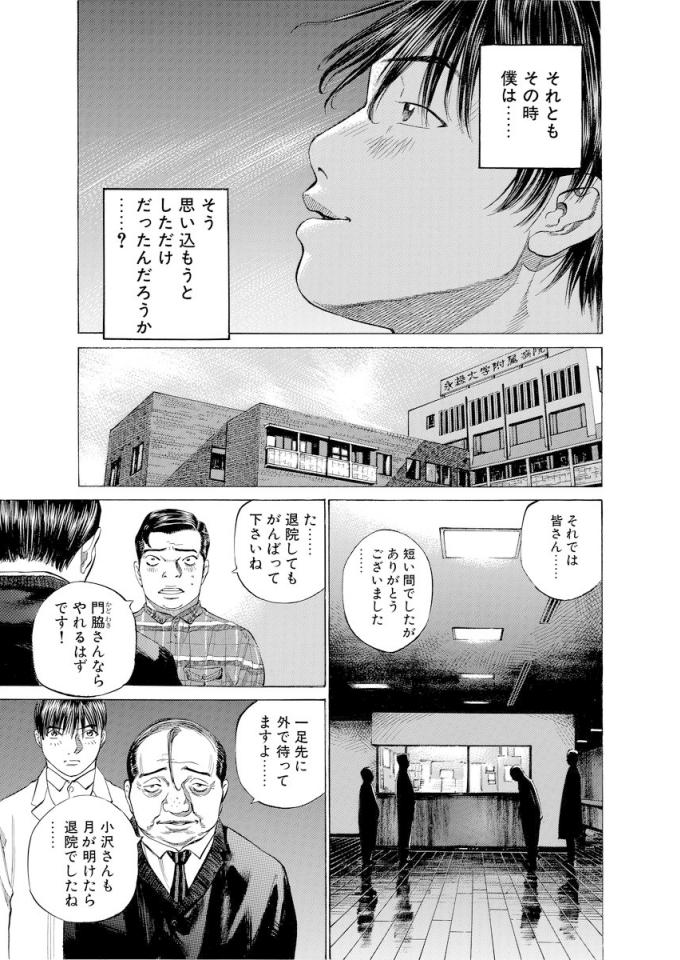 それとも
その時
僕は……
そう
思い込もうと
しただけ
だったんだろうか
……？
永録大学附属病院
それでは
皆さん…
短い間でしたが
ありがとう
ございました
……
た……
退院しても
がんばって
下さいね
門脇さんなら
かどわき
やれるはず
です！
一足先に
外で待って
ますよ……
小沢さんも
月が明けたら
退院でしたね